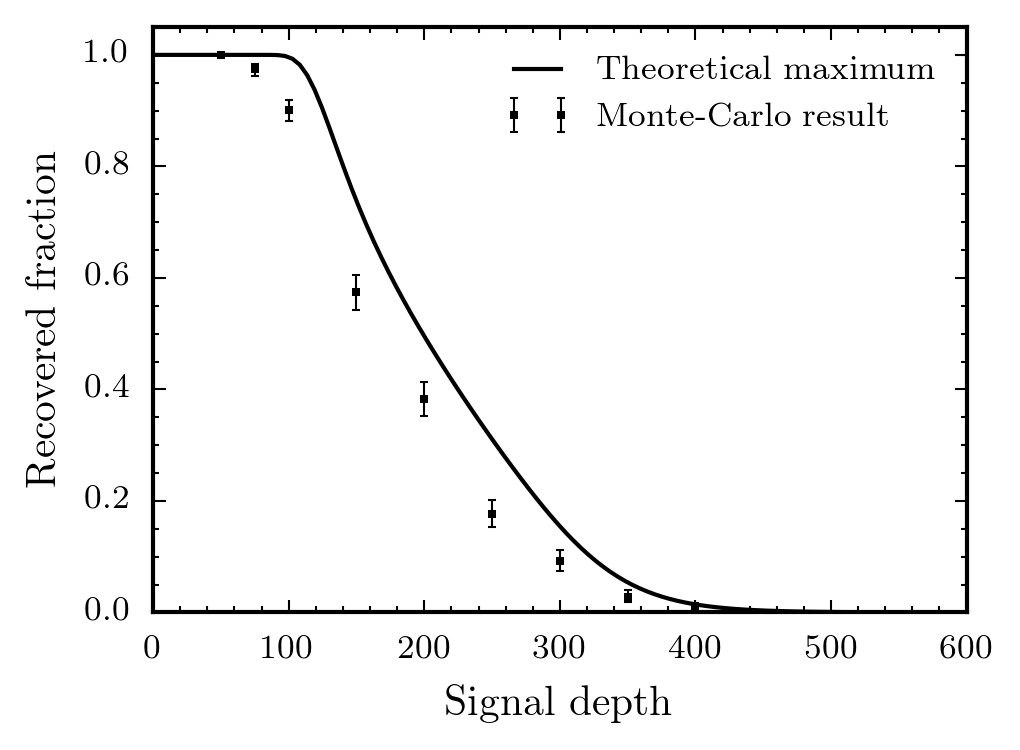 Theoretical maximum
Monte-Carlo result
Recovered fraction
1.0
0.8
0.6
0.4
0.2
0.0
0 100 200 300 400 500 600
Signal depth